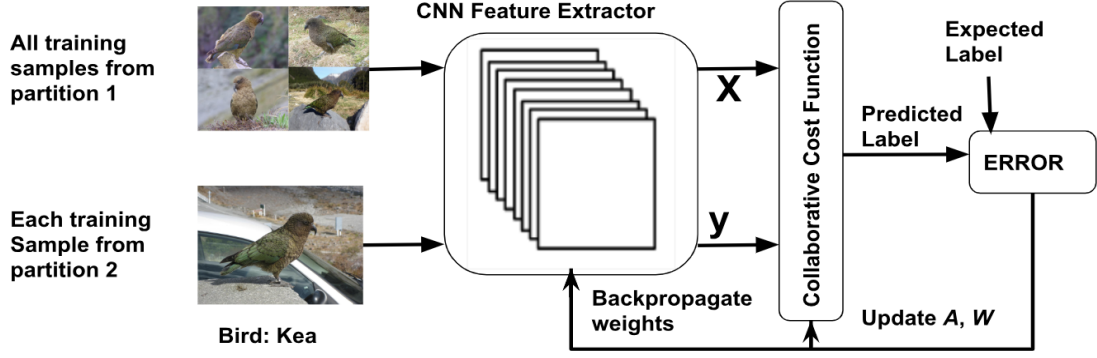 CNN Feature Extractor
All training
samples from
partition 1
X
Collaborative Cost Function
Expected
Label
Predicted
Label
ERROR
Each training
Sample from
partition 2
y
Bird: Kea
Backpropagate
weights
Update A, W